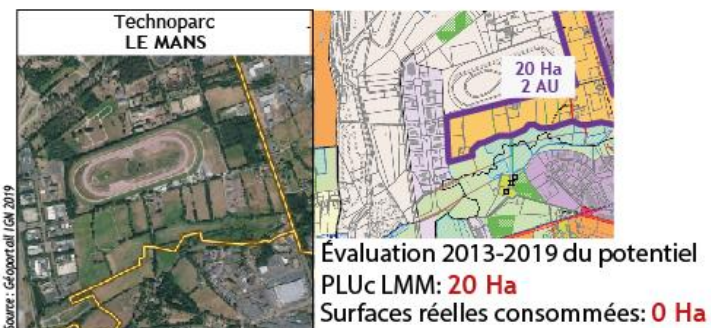 Technoparc
LE MANS
20 Ha
2 AU
Source : Géoportail IGN 2019
Évaluation 2013-2019 du potentiel
PLUc LMM: 20 Ha
Surfaces réelles consommées: 0 Ha